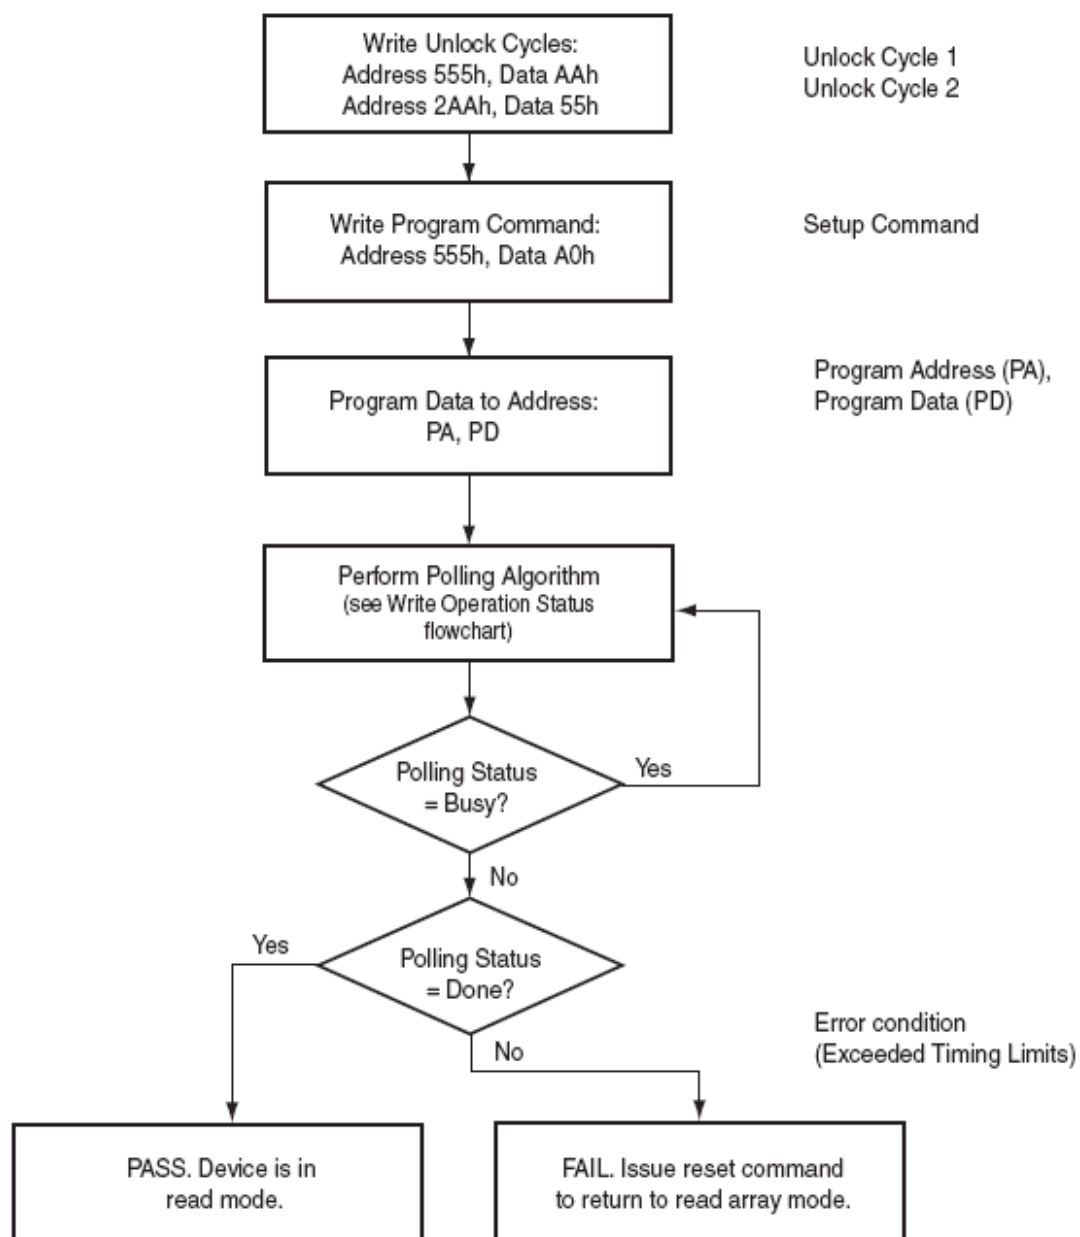 Write Unlock Cycles:
Address 555h, Data AAh
Address 2AAh, Data 55h
Unlock Cycle 1
Unlock Cycle 2
Write Program Command:
Address 555h, Data A0h
Setup Command
Program Data to Address:
PA, PD
Program Address (PA),
Program Data (PD)
Perform Polling Algorithm
(see Write Operation Status
flowchart)
Polling Status
= Busy?
Yes
No
Polling Status
= Done?
Yes
No
Error condition
(Exceeded Timing Limits)
PASS. Device is in
read mode.
FAIL. Issue reset command
to return to read array mode.